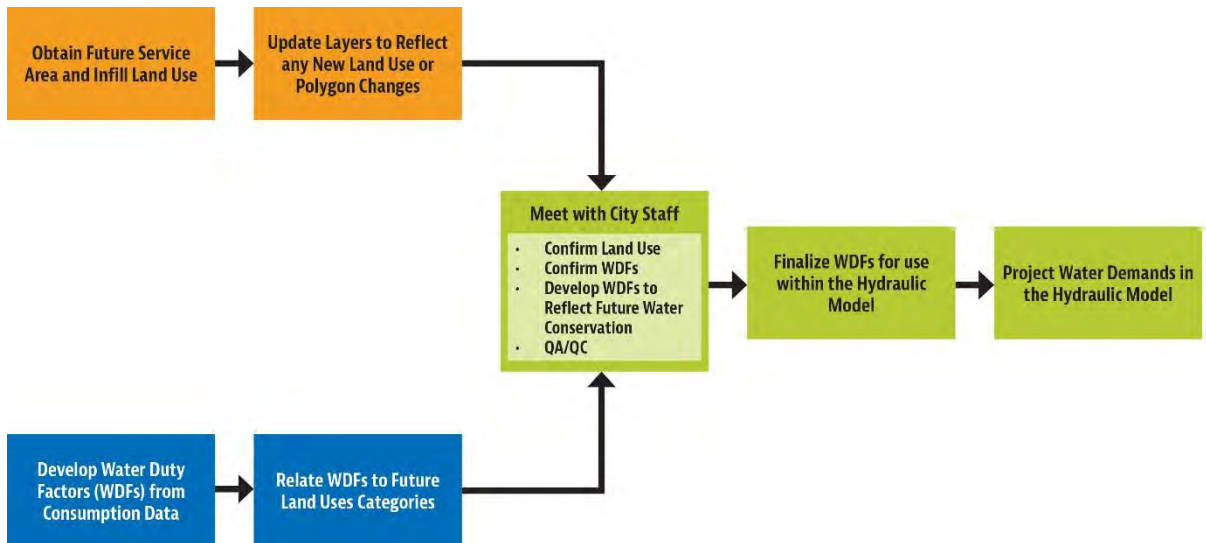 Obtain Future Service
Area and Infill Land Use
Update Layers to Reflect
any New Land Use or
Polygon Changes
Meet with City Staff
· Confirm Land Use
· Confirm WDFs
· Develop WDFs to
Reflect Future Water
Conservation
· QA/QC
Finalize WDFs for use
within the Hydraulic
Model
Project Water Demands in
the Hydraulic Model
Develop Water Duty
Factors (WDFs) from
Consumption Data
Relate WDFs to Future
Land Uses Categories